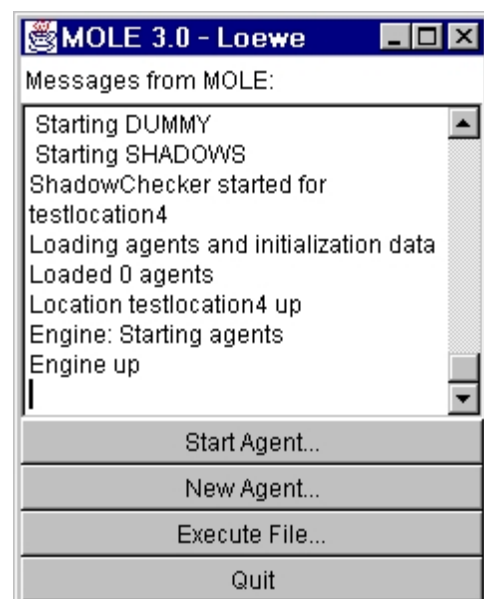 MOLE 3.0 - Loewe
Messages from MOLE:
Starting DUMMY
Starting SHADOWS
ShadowChecker started for
testlocation4
Loading agents and initialization data
Loaded 0 agents
Location testlocation4 up
Engine: Starting agents
Engine up
Start Agent...
New Agent...
Execute File...
Quit